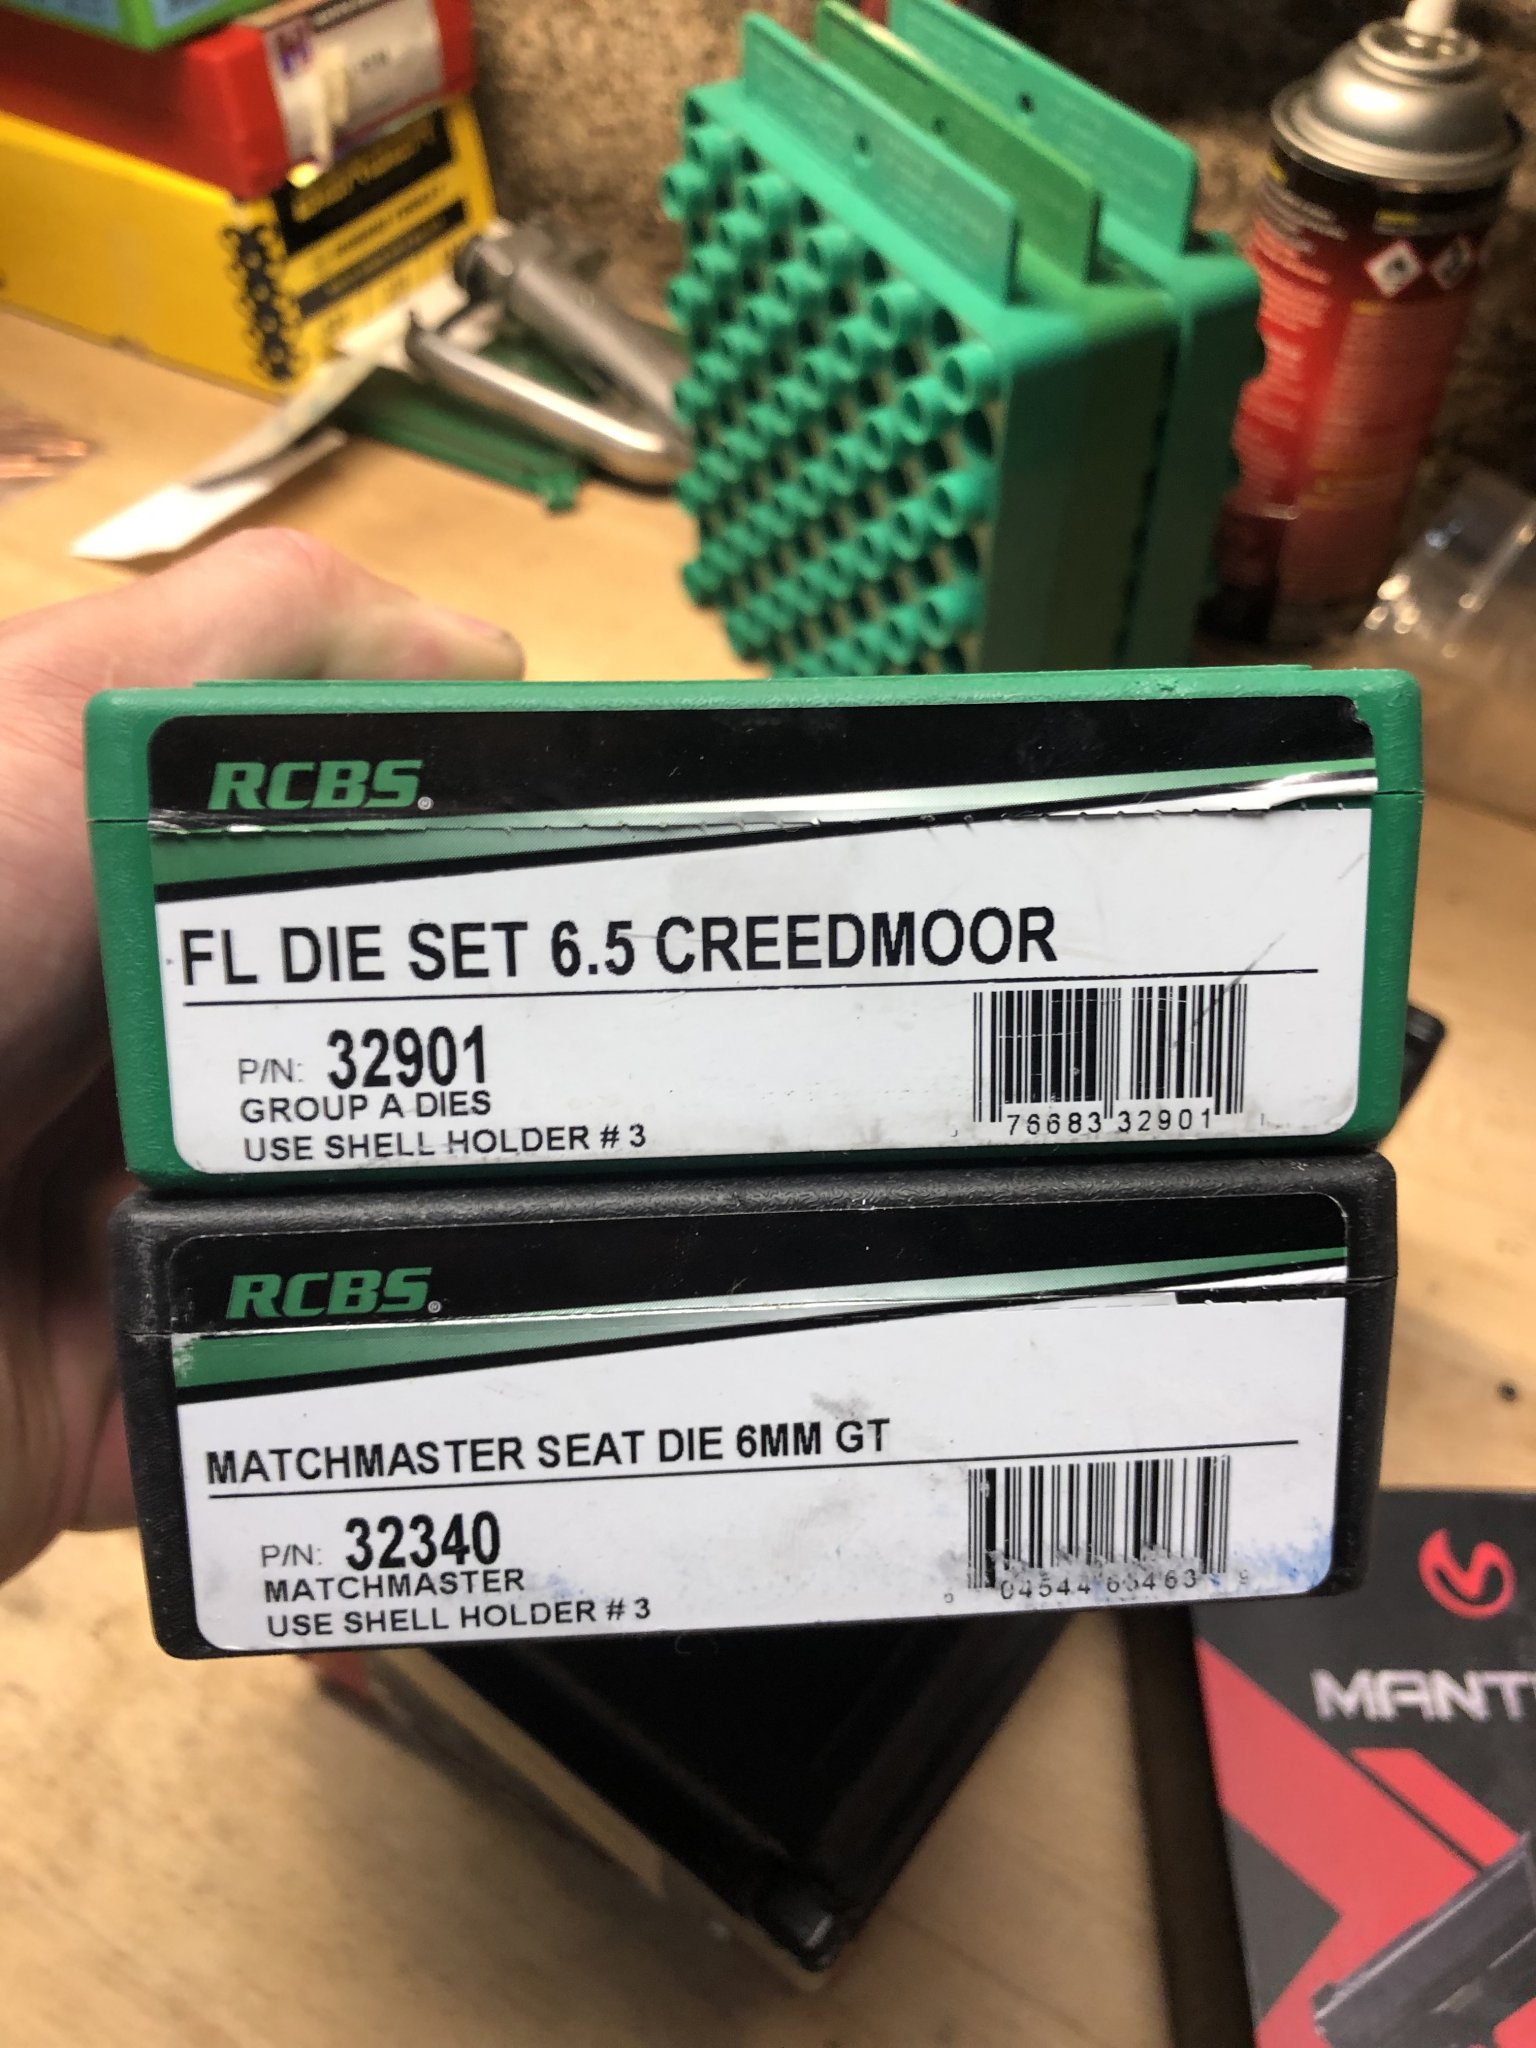 RCBS®
FL DIE SET 6.5 CREEDMOOR
P/N: 32901
GROUP A DIES
USE SHELL HOLDER # 3
76683 32901
RCBS®
MATCHMASTER SEAT DIE 6MM GT
P/N: 32340
MATCHMASTER
USE SHELL HOLDER # 3
MANT